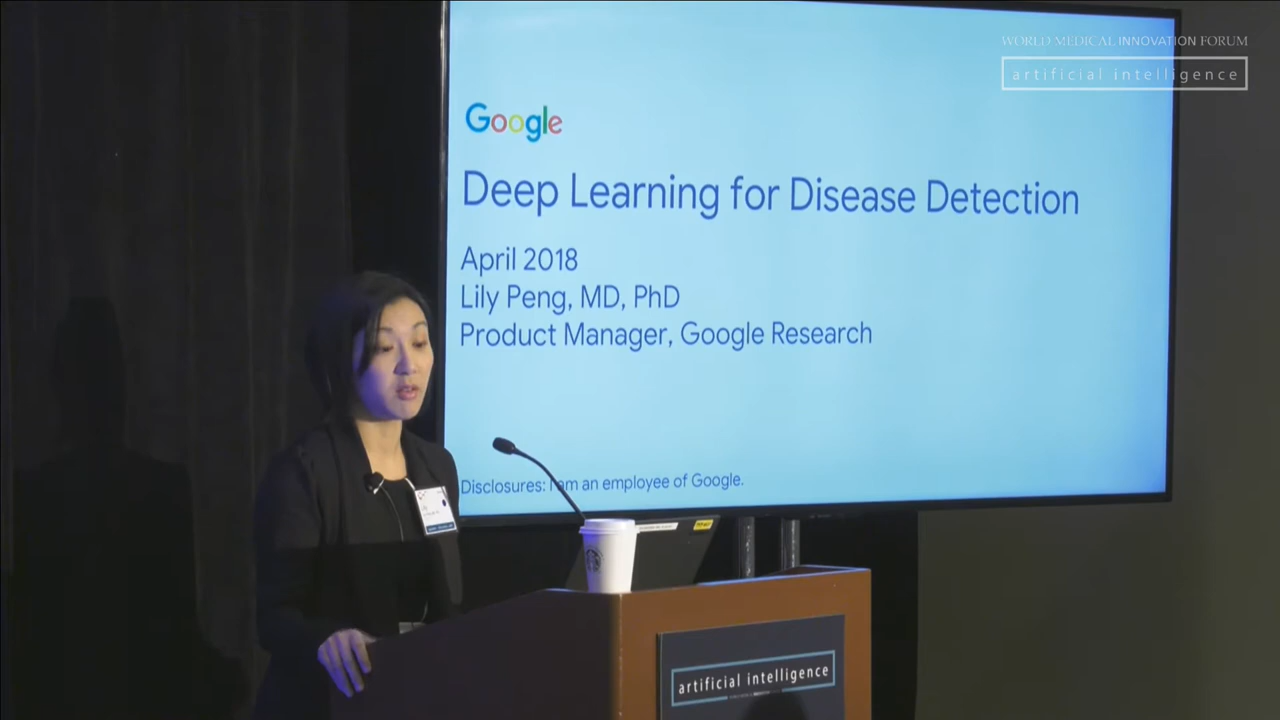 WORLD MEDICAL INNOVATION FORUM
artificial intelligence
Google
Deep Learning for Disease Detection
April 2018
Lily Peng, MD, PhD
Product Manager, Google Research
Disclosures: I am an employee of Google.
artificial intelligence